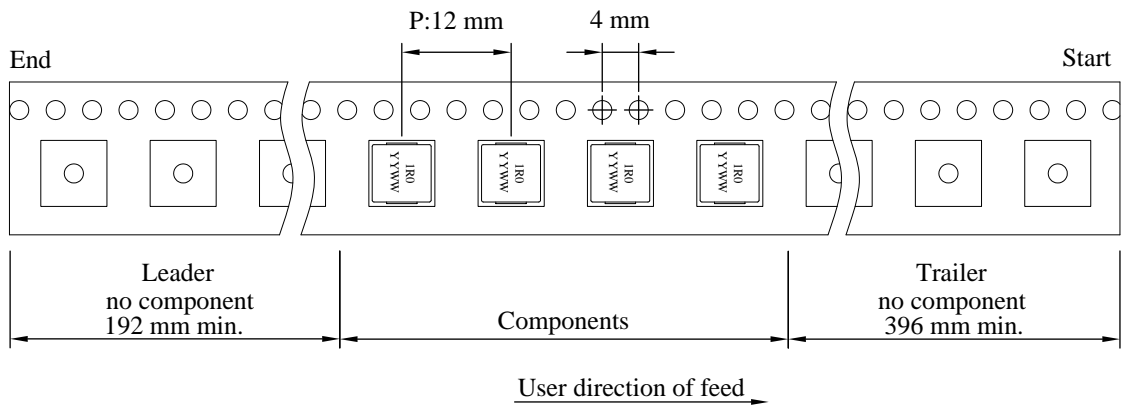 P:12 mm
4 mm
End
Start
1R0
YYWW
1R0
YYWW
1R0
YYWW
1R0
YYWW
Leader
no component
192 mm min.
Components
Trailer
no component
396 mm min.
User direction of feed